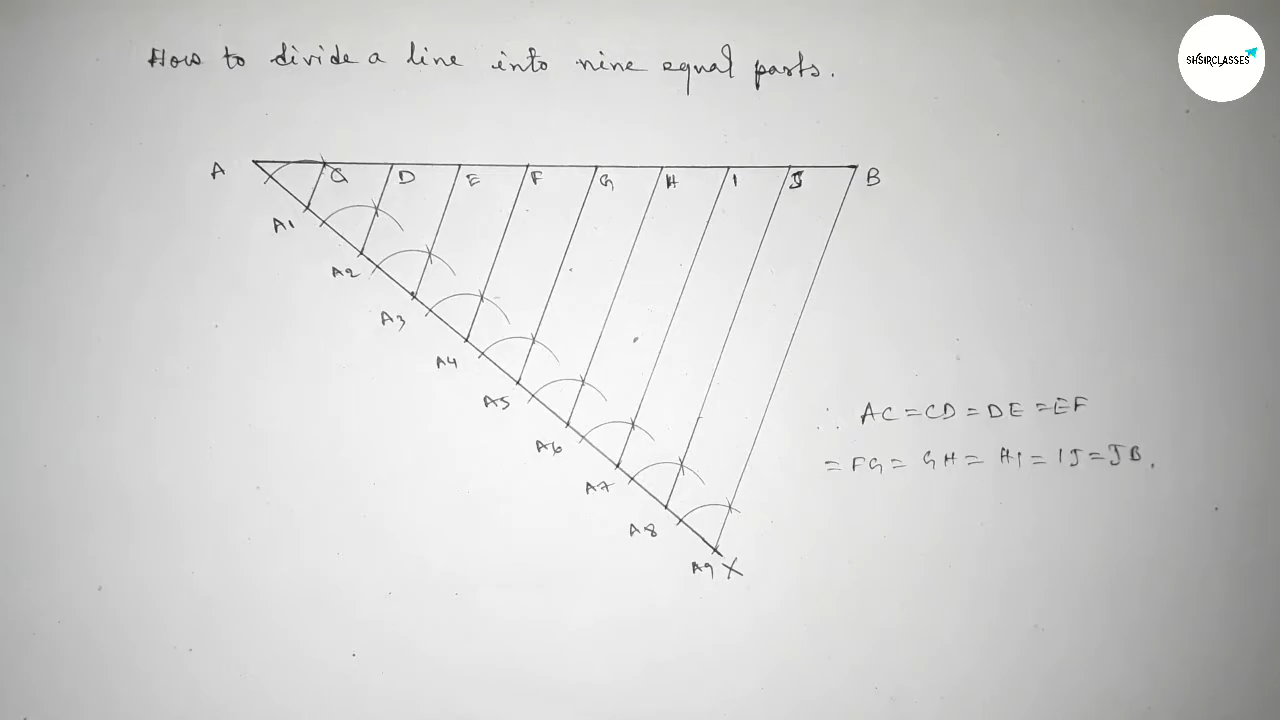 How to divide a line into nine equal parts.
SHSIRCLASSES
A C D E F G H I J B
A1
A2
A3
A4
A5
A6
A7
A8
A9 X
∴ AC = CD = DE = EF
= FG = GH = HI = IJ = JB.